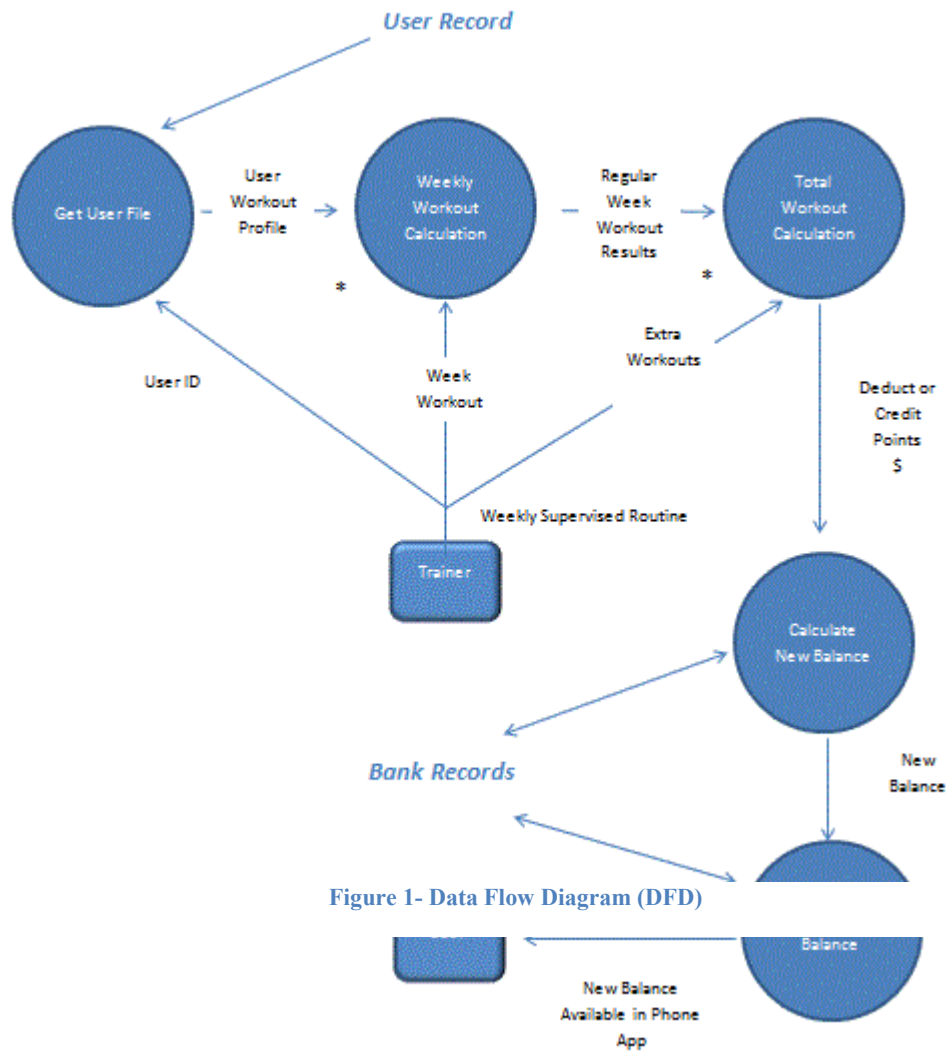 User Record
Get User File
User
Workout
Profile
Weekly
Workout
Calculation
Regular
Week
Workout
Results
Total
Workout
Calculation
*
*
User ID
Week
Workout
Extra
Workouts
Deduct or
Credit
Points
$
Weekly Supervised Routine
Trainer
Calculate
New Balance
Bank Records
New
Balance
Figure 1- Data Flow Diagram (DFD)
Balance
New Balance
Available in Phone
App